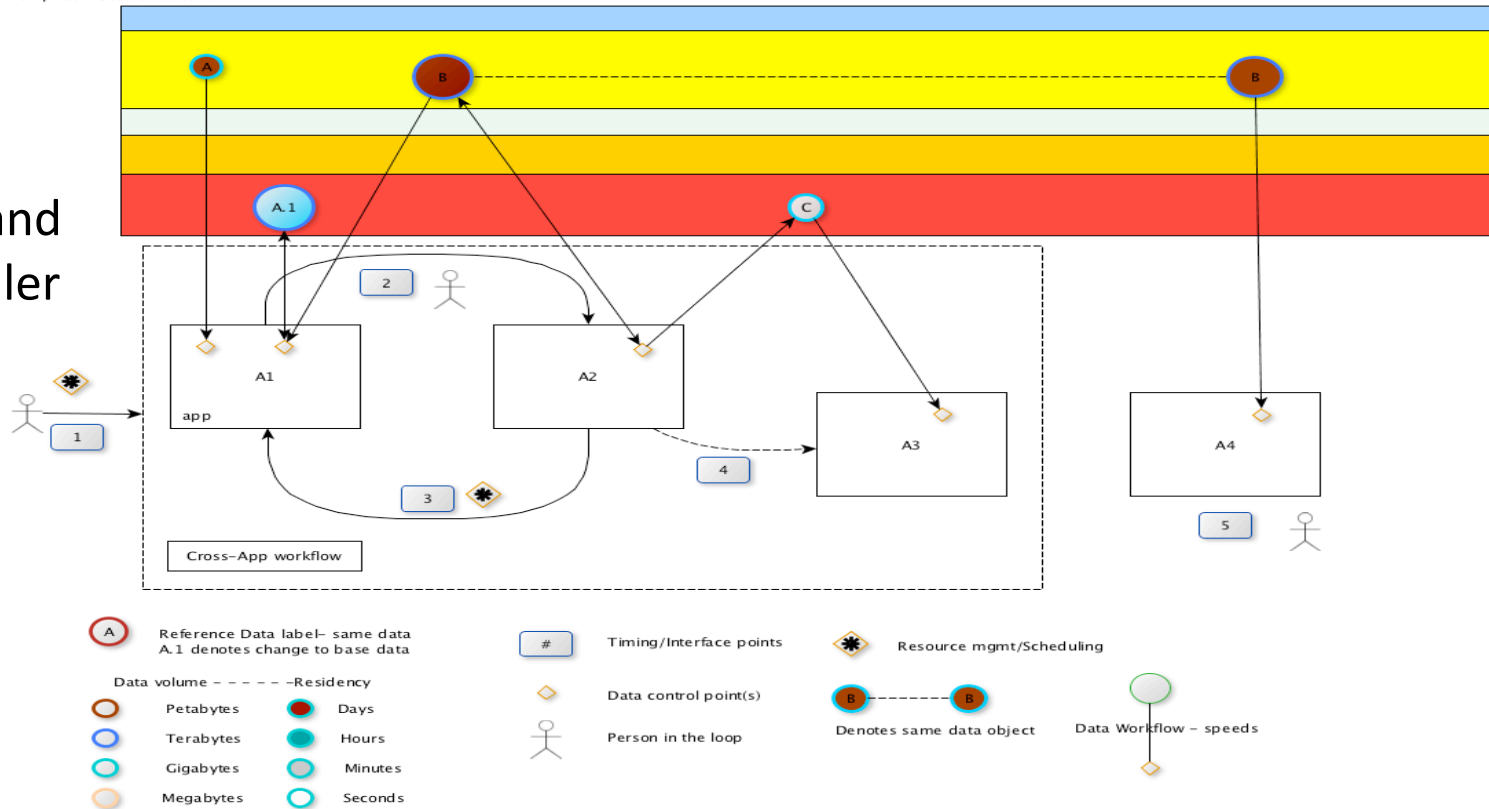 A
B
B
and
A.1
C
ler
2
A1
A2
app
1
A3
A4
4
3
5
Cross-App workflow
A
Reference Data label- same data
A.1 denotes change to base data
#
Timing/Interface points
Resource mgmt/Scheduling
Data volume - - - - - -Residency
Petabytes
Days
Data control point(s)
B
B
Denotes same data object
Data Workflow - speeds
Terabytes
Hours
Person in the loop
Gigabytes
Minutes
Megabytes
Seconds